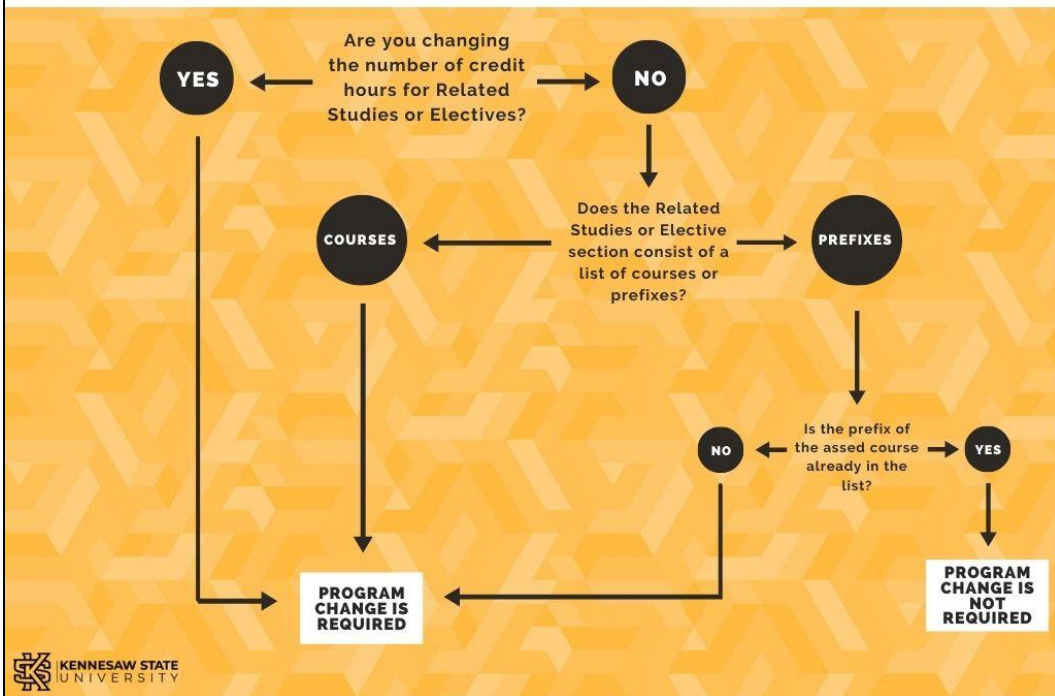 Are you changing
the number of credit
hours for Related
Studies or Electives?
YES
NO
Does the Related
Studies or Elective
section consist of a
list of courses or
prefixes?
COURSES
PREFIXES
Is the prefix of
the assed course
already in the
list?
NO
YES
PROGRAM
CHANGE IS
REQUIRED
PROGRAM
CHANGE IS
NOT
REQUIRED
KS
KENNESAW STATE
UNIVERSITY